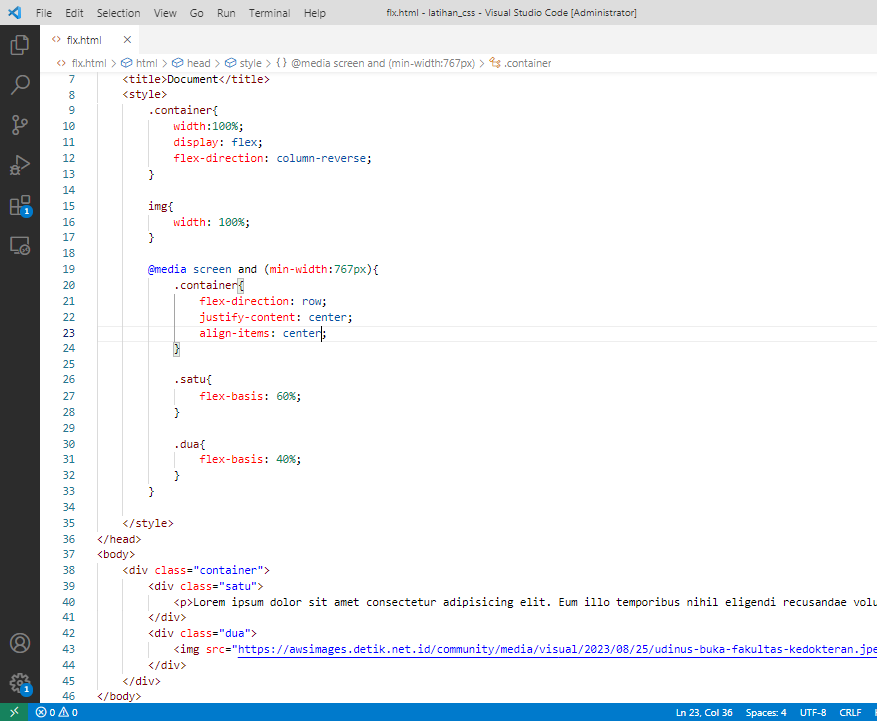 File Edit Selection View Go Run Terminal Help flx.html - latihan_css - Visual Studio Code [Administrator]
<> flx.html ×
<> flx.html > html > head > style > { } @media screen and (min-width:767px) > .container
7 <title>Document</title>
8 <style>
9 .container{
10 width:100%;
11 display: flex;
12 flex-direction: column-reverse;
13 }
14
15 img{
16 width: 100%;
17 }
18
19 @media screen and (min-width:767px){
20 .container{
21 flex-direction: row;
22 justify-content: center;
23 align-items: center;
24 }
25
26 .satu{
27 flex-basis: 60%;
28 }
29
30 .dua{
31 flex-basis: 40%;
32 }
33 }
34
35 </style>
36 </head>
37 <body>
38 <div class="container">
39 <div class="satu">
40 <p>Lorem ipsum dolor sit amet consectetur adipisicing elit. Eum illo temporibus nihil eligendi recusandae volu
41 </div>
42 <div class="dua">
43 <img src="https://awsimages.detik.net.id/community/media/visual/2023/08/25/udinus-buka-fakultas-kedokteran.jpe
44 </div>
45 </div>
46 </body>
1
1
0 0 Ln 23, Col 36 Spaces: 4 UTF-8 CRLF